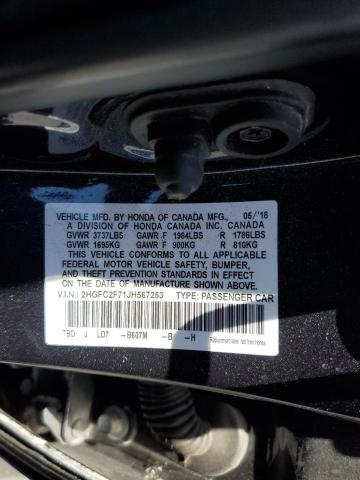 VEHICLE MFD. BY HONDA OF CANADA MFG., 05/'18
A DIVISION OF HONDA CANADA INC. CANADA
GVWR 3737LBS GAWR F 1984LBS R 1786LBS
GVWR 1695KG GAWR F 900KG R 810KG
THIS VEHICLE CONFORMS TO ALL APPLICABLE
FEDERAL MOTOR VEHICLE SAFETY, BUMPER,
AND THEFT PREVENTION STANDARDS IN EFFECT
ON THE DATE OF MANUFACTURE SHOWN ABOVE.
V.I.N.: 2HGFC2F71JH567253 TYPE: PASSENGER CAR
TBD J LD7 -B607M -B -H